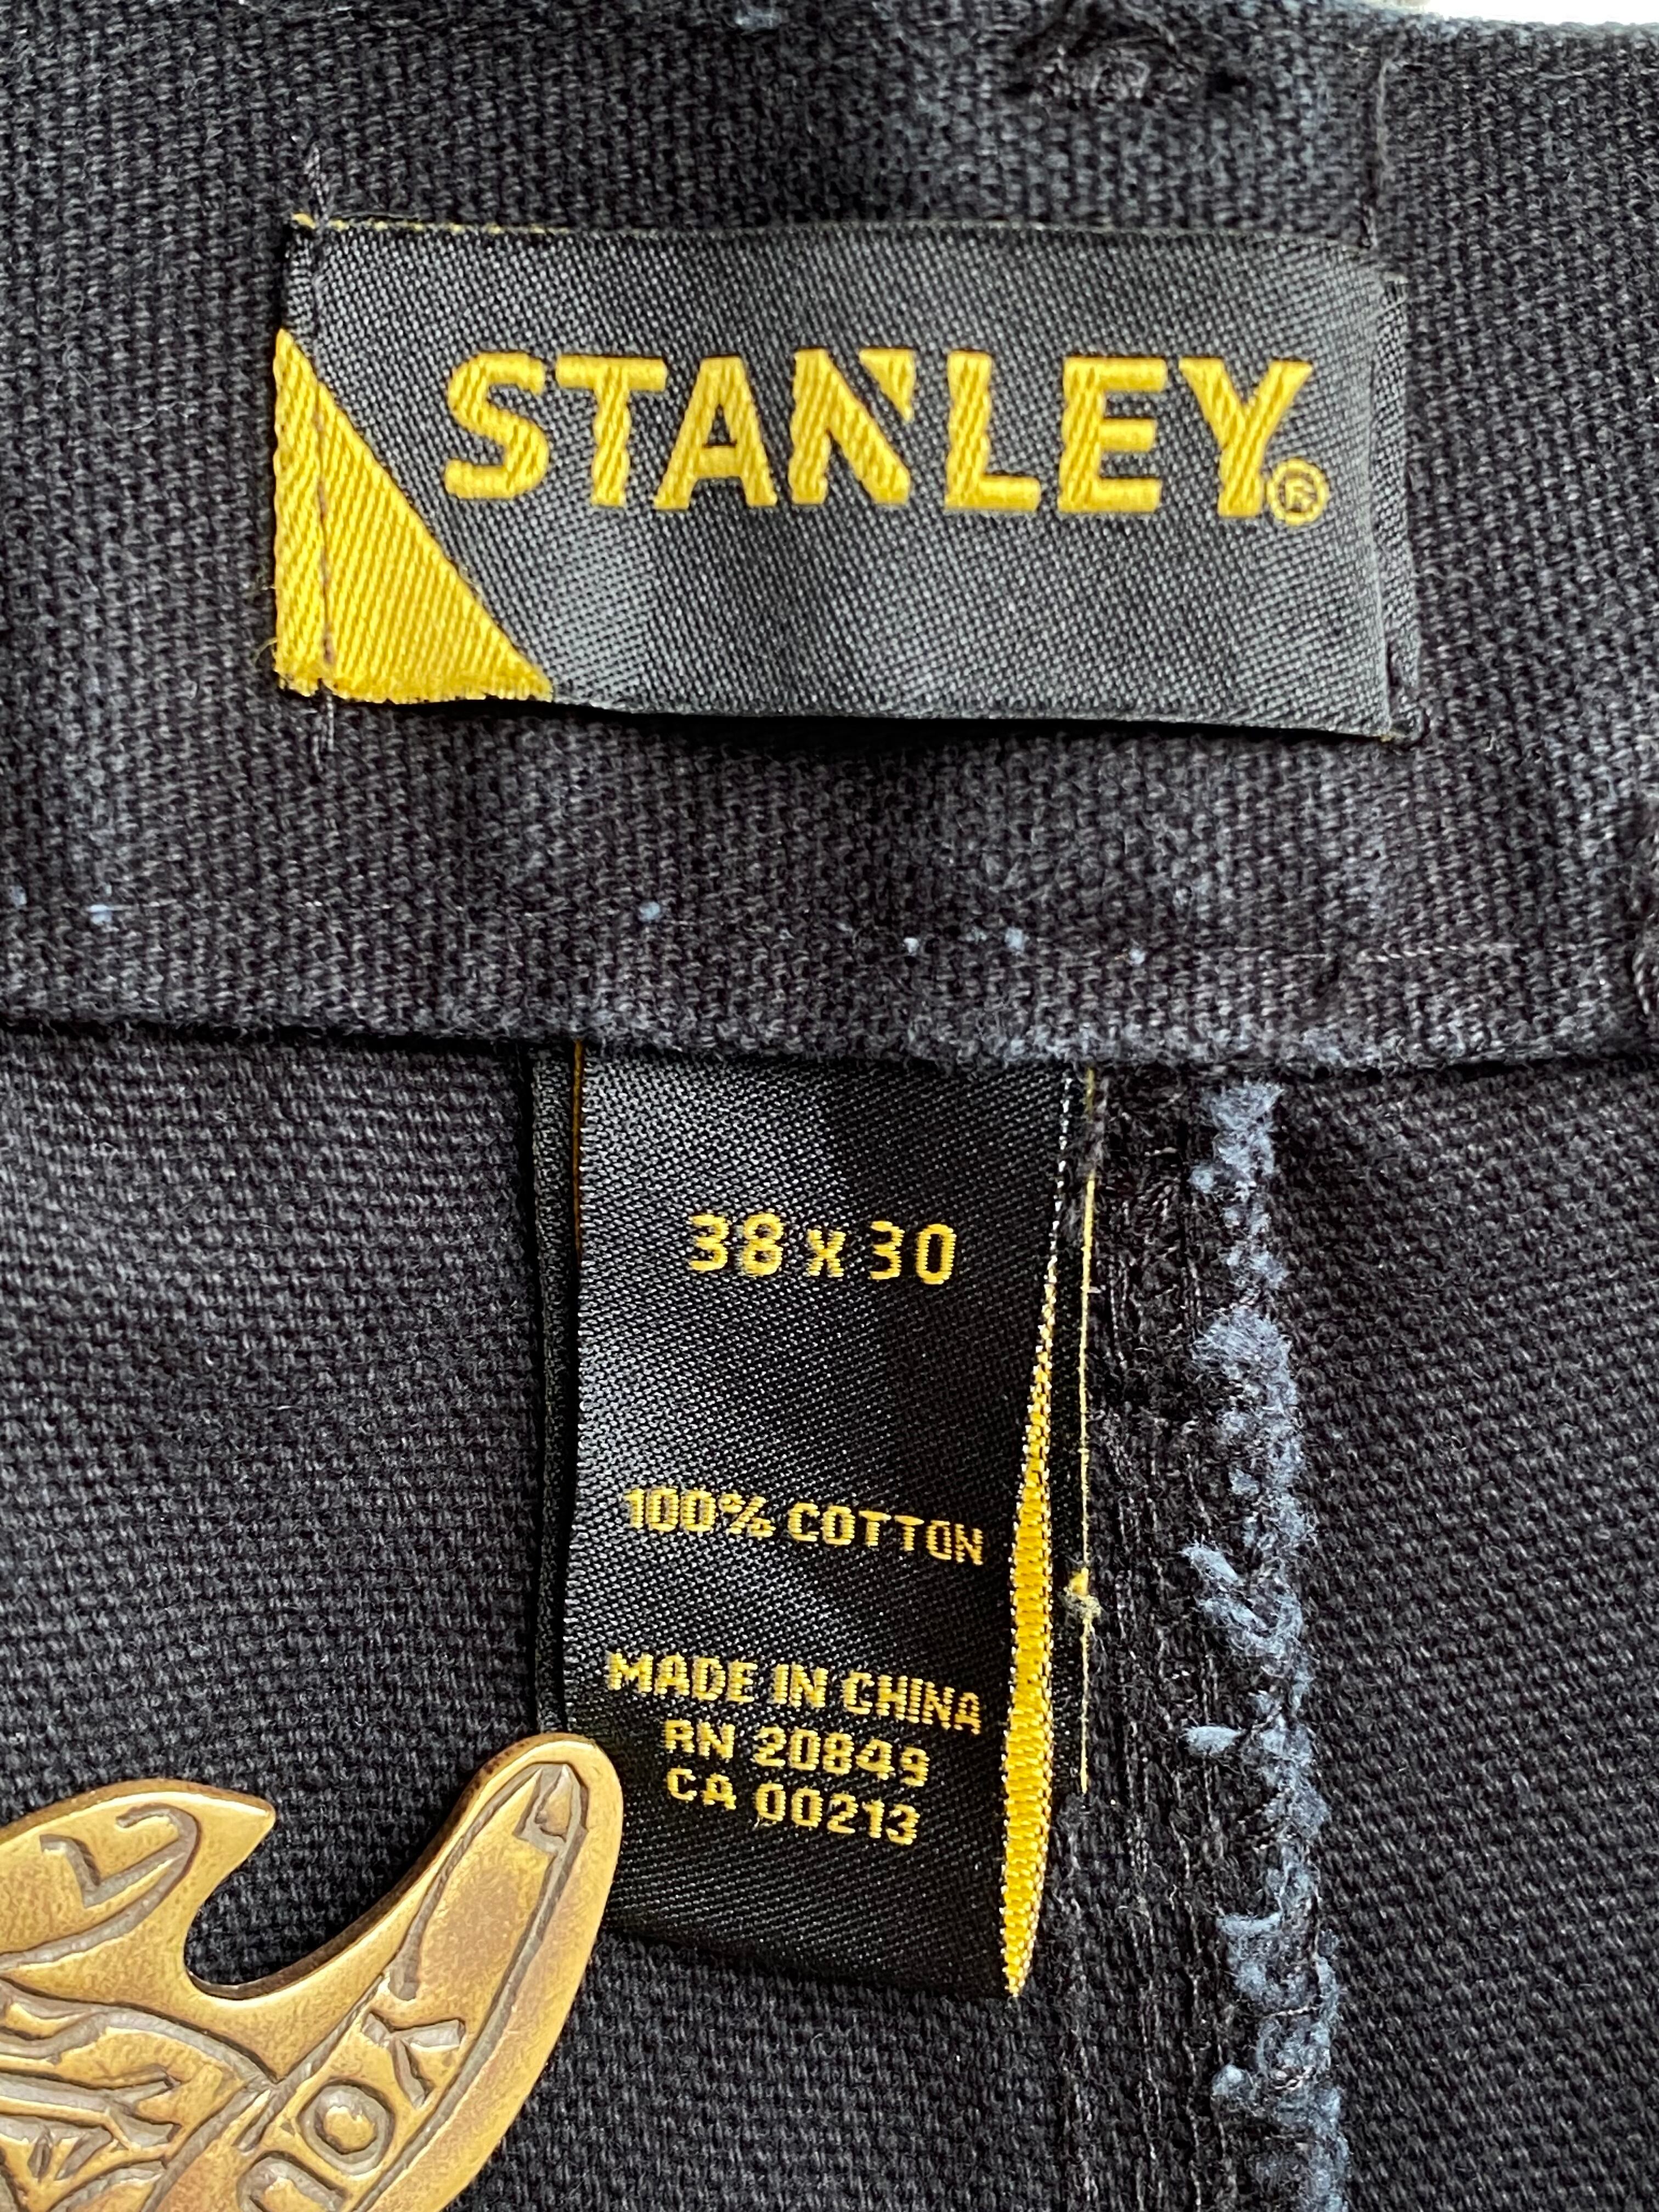 STANLEY®
38 x 30
100% COTTON
MADE IN CHINA
RN 20849
CA 00213